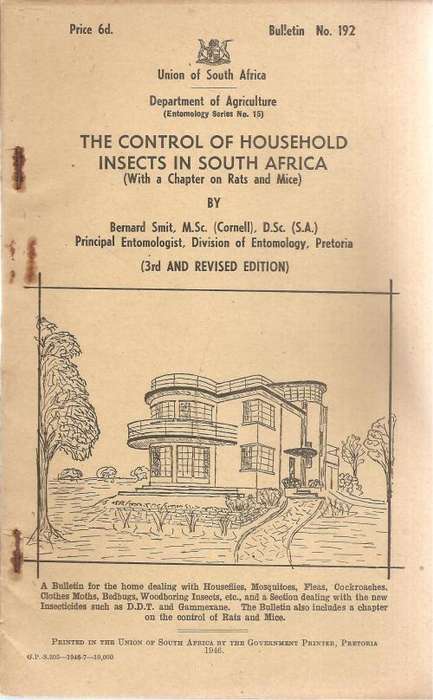 Price 6d.
Bulletin No. 192
Union of South Africa
Department of Agriculture
(Entomology Series No. 15)
THE CONTROL OF HOUSEHOLD
INSECTS IN SOUTH AFRICA
(With a Chapter on Rats and Mice)
BY
Bernard Smit, M.Sc. (Cornell), D.Sc. (S.A.)
Principal Entomologist, Division of Entomology, Pretoria
(3rd AND REVISED EDITION)
A Bulletin for the home dealing with Houseflies, Mosquitoes, Fleas, Cockroaches,
Clothes Moths, Bedbugs, Woodboring Insects, etc., and a Section dealing with the new
Insecticides such as D.D.T. and Gammexane. The Bulletin also includes a chapter
on the control of Rats and Mice.
Printed in the Union of South Africa by the Government Printer, Pretoria
1946.
G.P.-S.205—1946-7—10,000